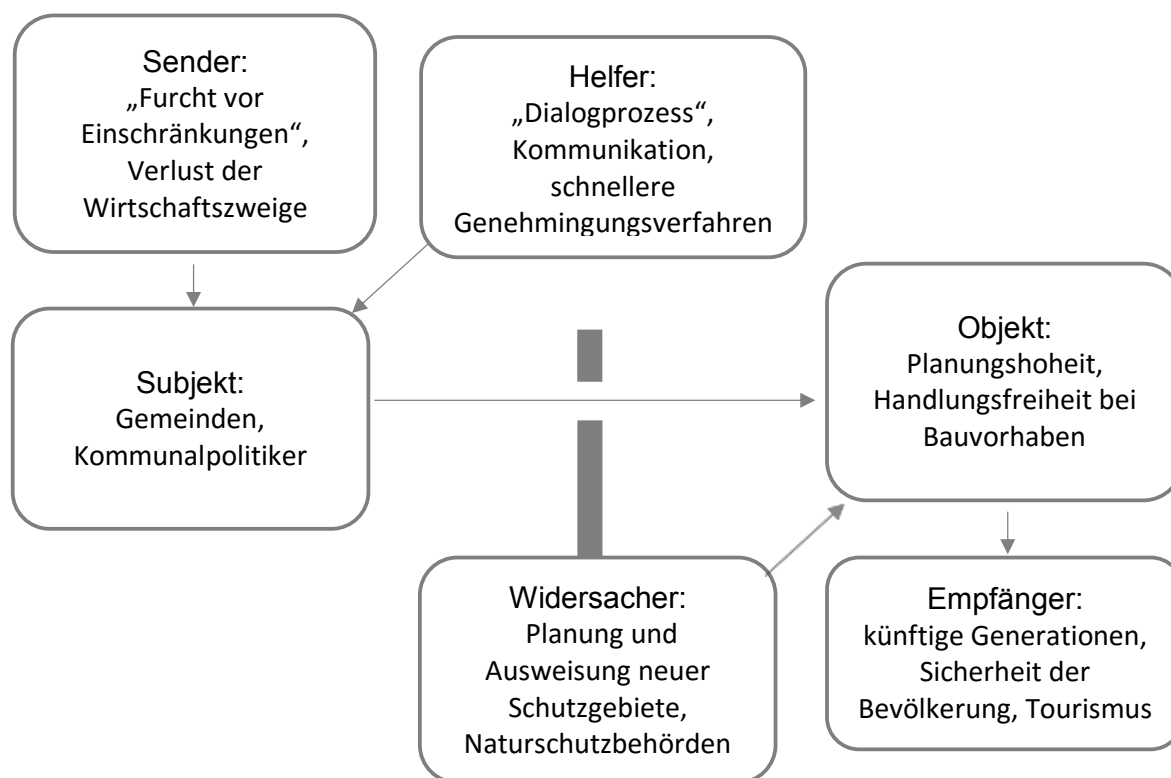 Sender:
„Furcht vor
Einschränkungen“,
Verlust der
Wirtschaftszweige
Helfer:
„Dialogprozess“,
Kommunikation,
schnellere
Genehmingungsverfahren
Subjekt:
Gemeinden,
Kommunalpolitiker
Objekt:
Planungshoheit,
Handlungsfreiheit bei
Bauvorhaben
Widersacher:
Planung und
Ausweisung neuer
Schutzgebiete,
Naturschutzbehörden
Empfänger:
künftige Generationen,
Sicherheit der
Bevölkerung, Tourismus